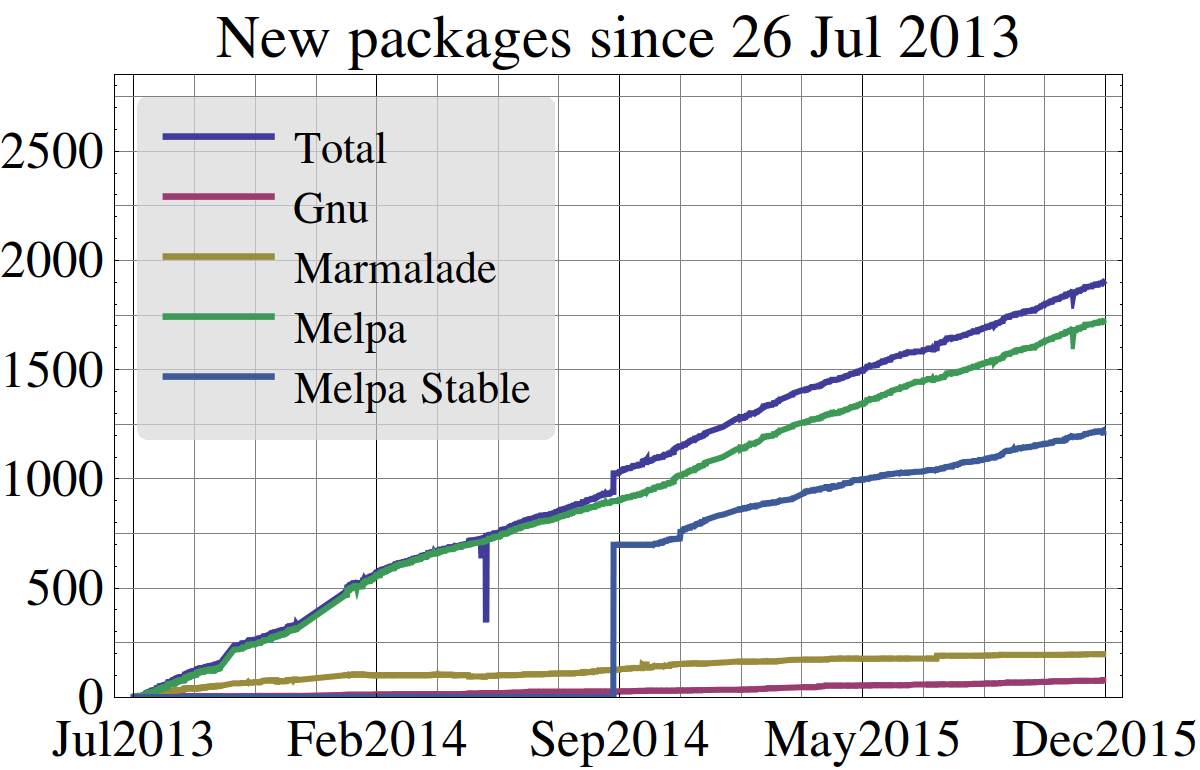 New packages since 26 Jul 2013
Total
Gnu
Marmalade
Melpa
Melpa Stable
2500
2000
1500
1000
500
0
Jul2013 Feb2014 Sep2014 May2015 Dec2015